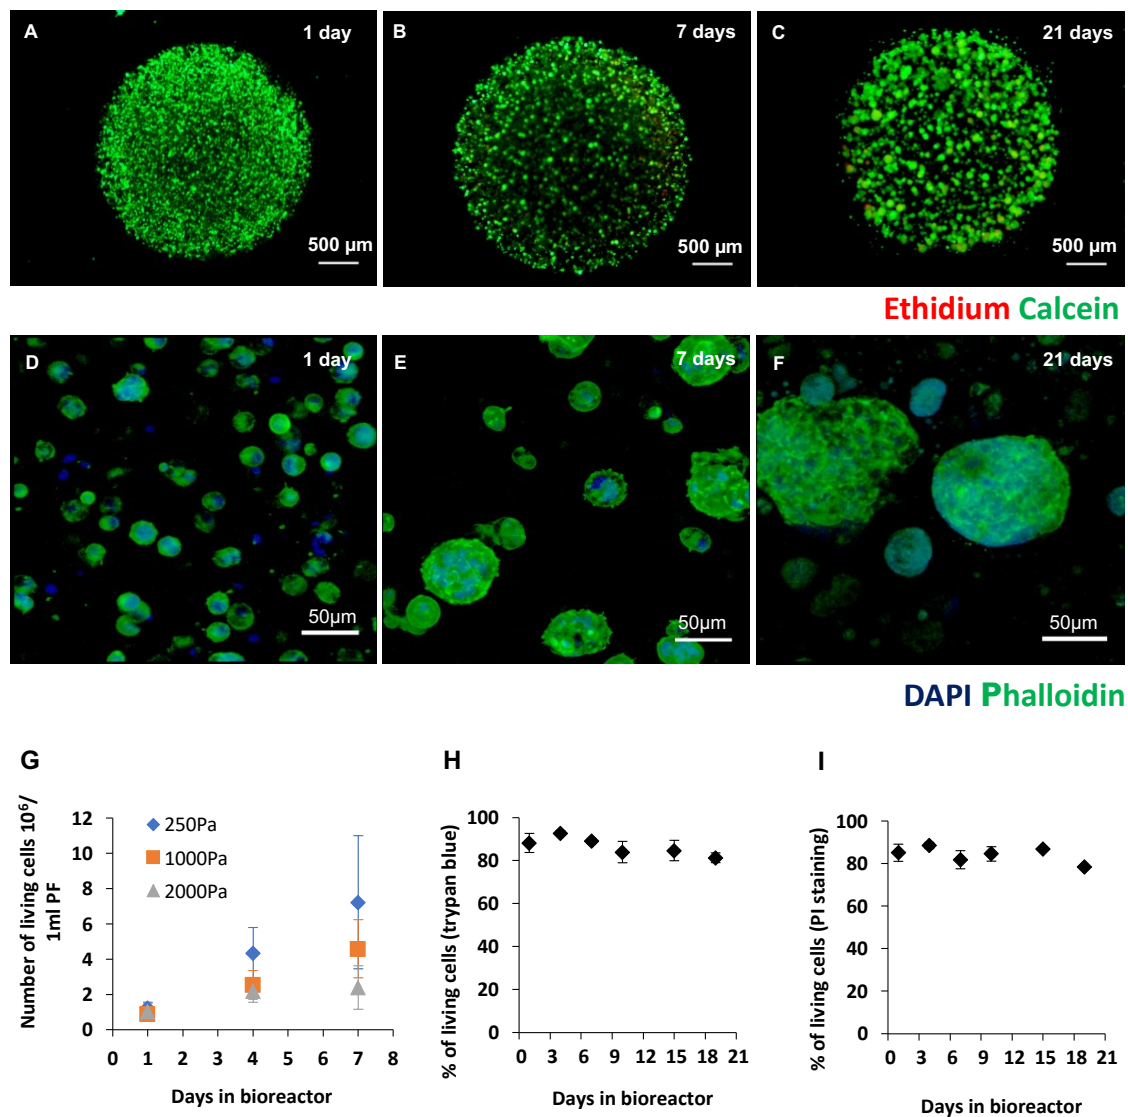 A 1 day
500 µm
B 7 days
500 µm
C 21 days
500 µm
Ethidium Calcein
D 1 day
50µm
E 7 days
50µm
F 21 days
50µm
DAPI Phalloidin
G
Number of living cells 10⁶/
1ml PF
12
10
8
6
4
2
0
250Pa
1000Pa
2000Pa
0 1 2 3 4 5 6 7 8
Days in bioreactor
H
% of living cells (trypan blue)
100
80
60
40
20
0
0 3 6 9 12 15 18 21
Days in bioreactor
I
% of living cells (PI staining)
100
80
60
40
20
0
0 3 6 9 12 15 18 21
Days in bioreactor